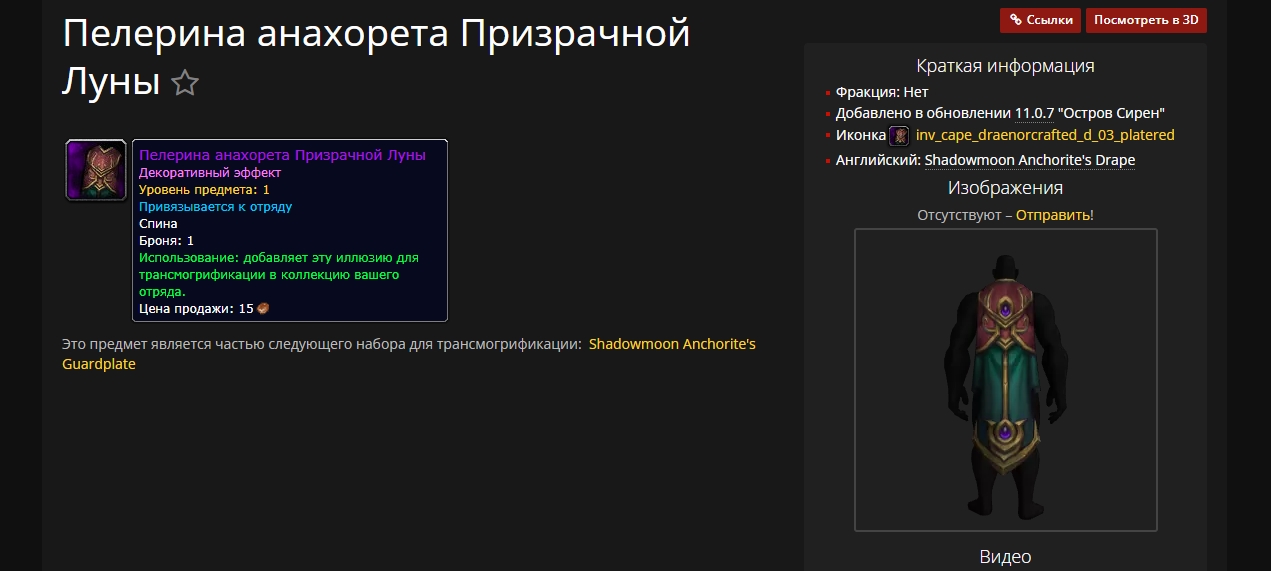 Пелерина анахорета Призрачной
Луны
Пелерина анахорета Призрачной Луны
Декоративный эффект
Уровень предмета: 1
Привязывается к отряду
Спина
Броня: 1
Использование: добавляет эту иллюзию для
трансмогрификации в коллекцию вашего
отряда.
Цена продажи: 15
Это предмет является частью следующего набора для трансмогрификации: Shadowmoon Anchorite's
Guardplate
Ссылки
Посмотреть в 3D
Краткая информация
Фракция: Нет
Добавлено в обновлении 11.0.7 "Остров Сирен"
Иконка inv_cape_draenorcrafted_d_03_platered
Английский: Shadowmoon Anchorite's Drape
Изображения
Отсутствуют – Отправить!
Видео